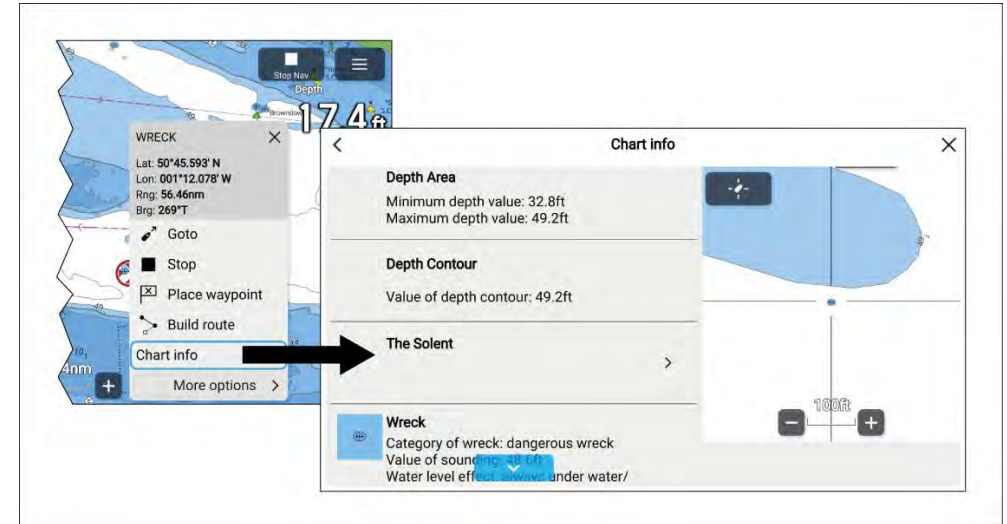 Stop Nav
Depth
17.4ft
WRECK
Lat: 50°45.593' N
Lon: 001°12.078' W
Rng: 56.46nm
Brg: 269°T
Goto
Stop
Place waypoint
Build route
Chart info
More options
4nm
Chart info
Depth Area
Minimum depth value: 32.8ft
Maximum depth value: 49.2ft
Depth Contour
Value of depth contour: 49.2ft
The Solent
Wreck
Category of wreck: dangerous wreck
Value of sounding: 48.6ft
Water level effect: always under water/
100ft